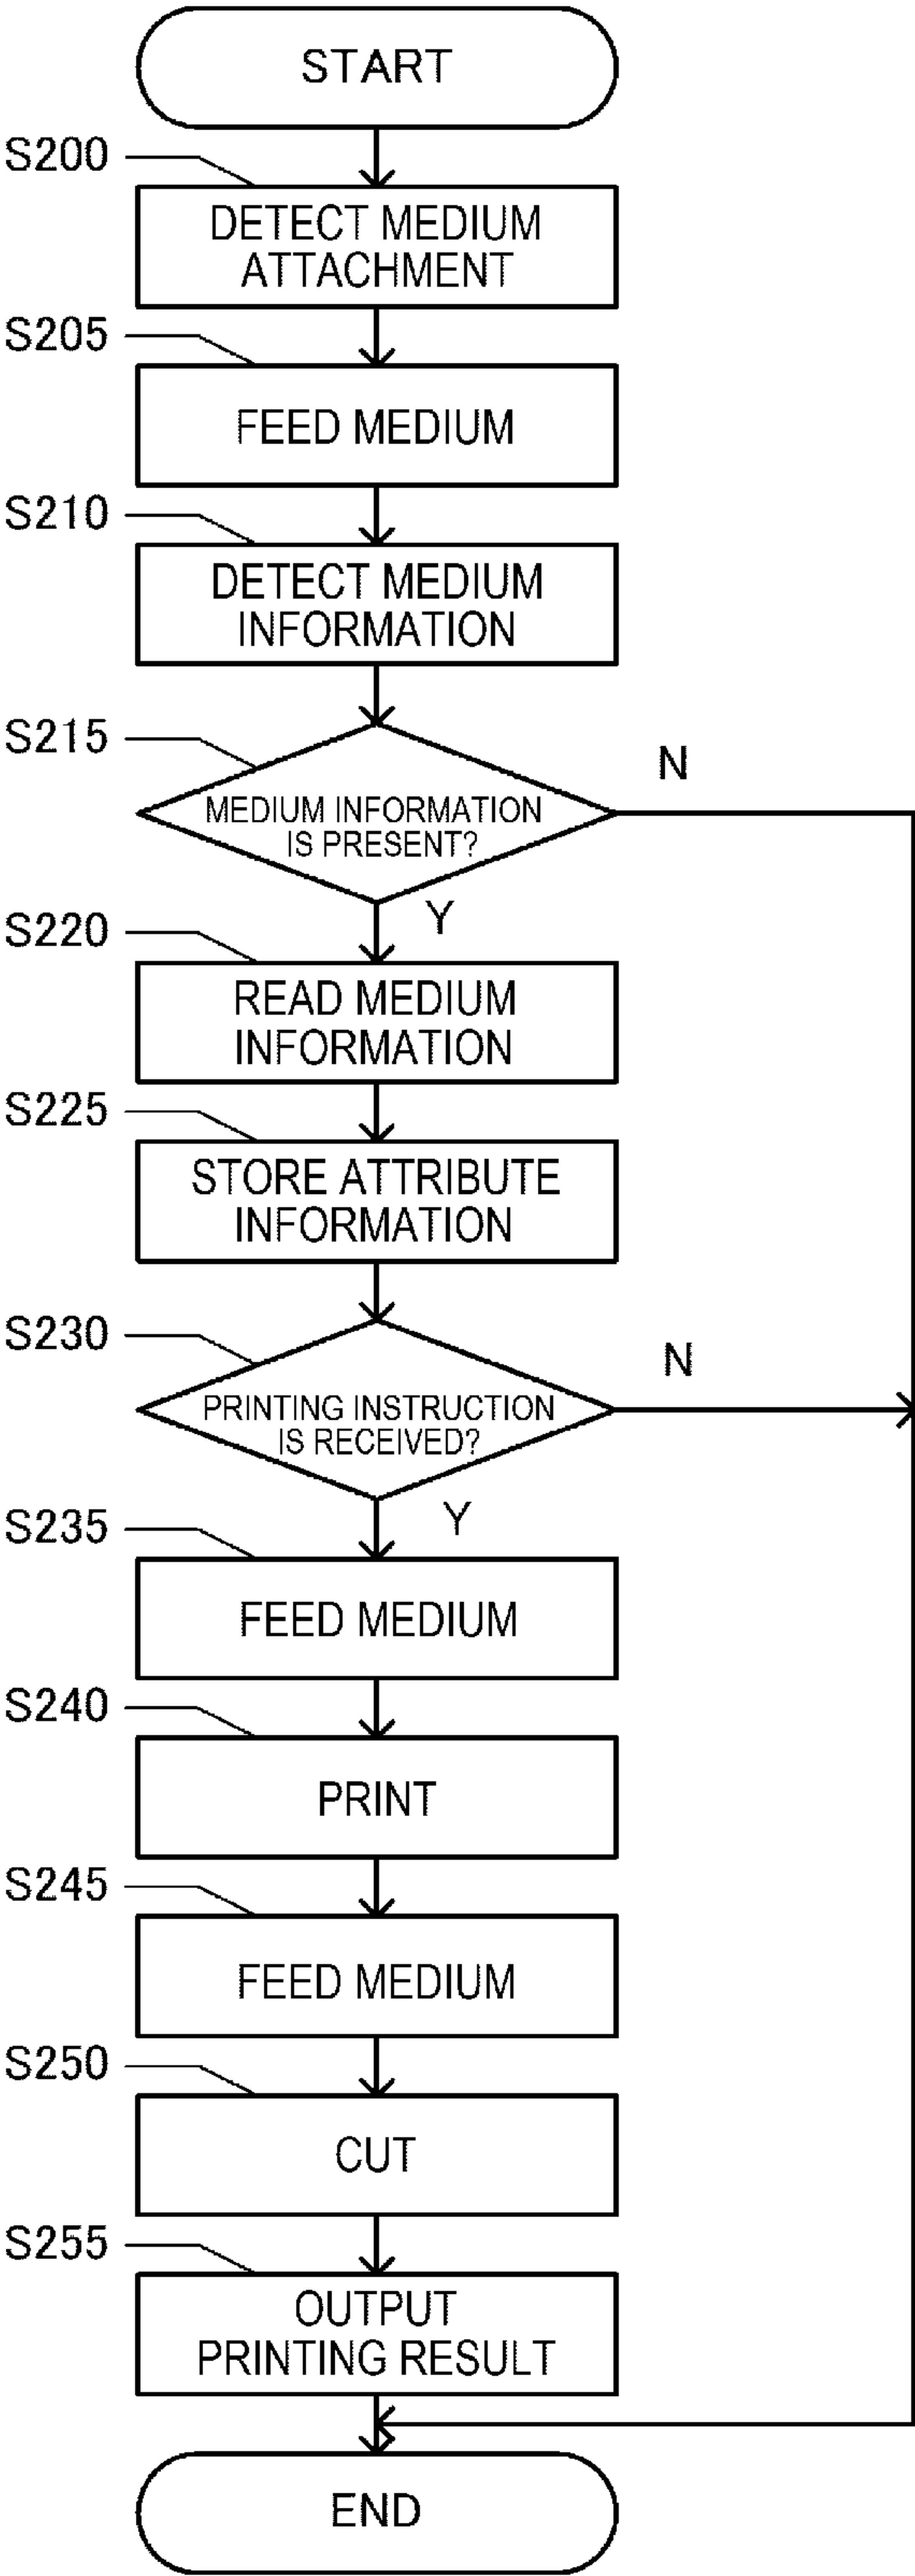 START
S200
DETECT MEDIUM
ATTACHMENT
S205
FEED MEDIUM
S210
DETECT MEDIUM
INFORMATION
S215
N
MEDIUM INFORMATION
IS PRESENT?
Y
S220
READ MEDIUM
INFORMATION
S225
STORE ATTRIBUTE
INFORMATION
S230
N
PRINTING INSTRUCTION
IS RECEIVED?
Y
S235
FEED MEDIUM
S240
PRINT
S245
FEED MEDIUM
S250
CUT
S255
OUTPUT
PRINTING RESULT
END